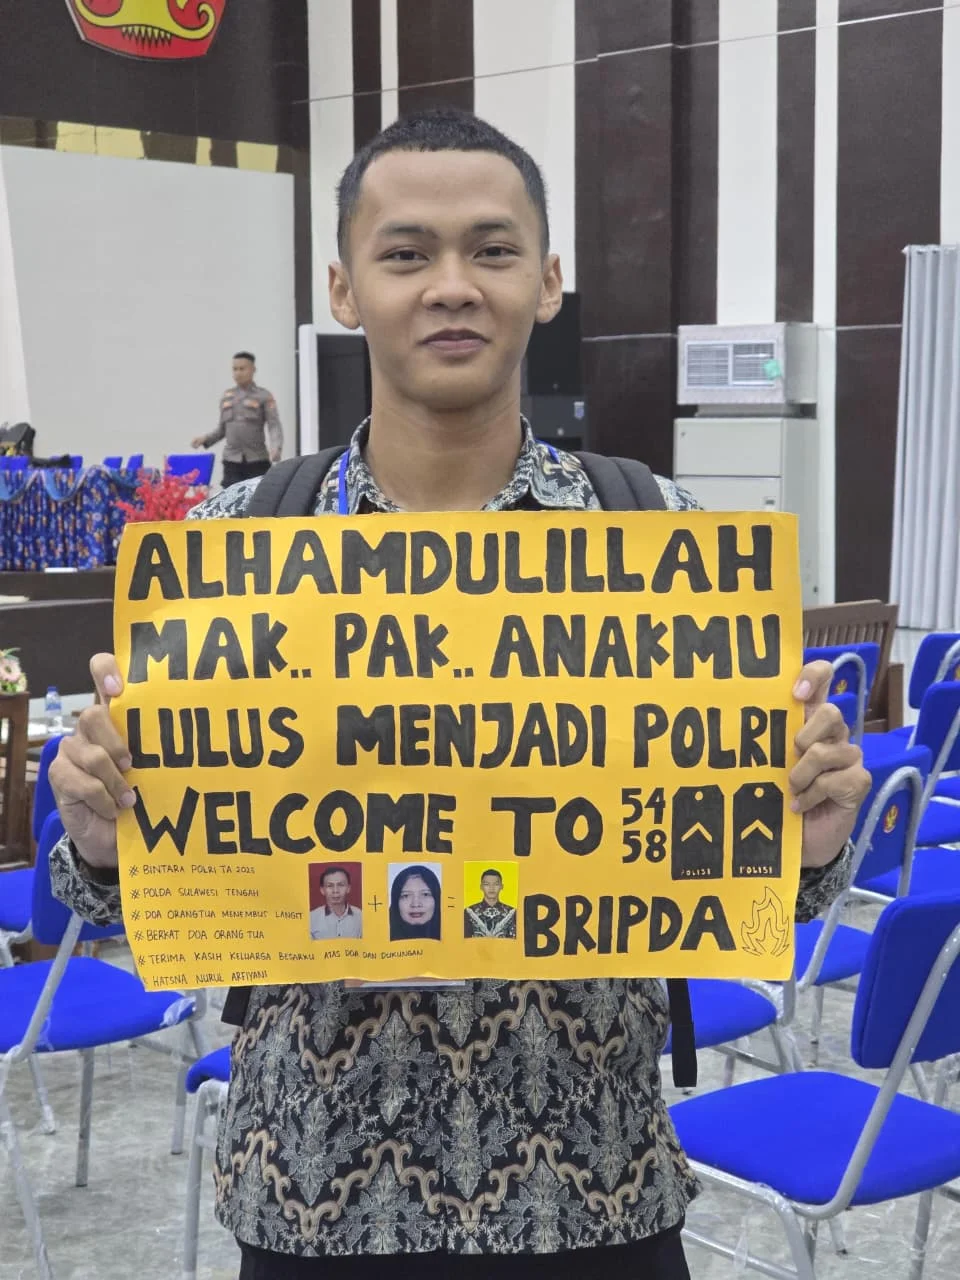 ALHAMDULILLAH
MAK.. PAK.. ANAKMU
LULUS MENJADI POLRI
WELCOME TO 54
58
POLISI POLISI
BRIPDA
※ BINTARA POLRI TA 2025
※ POLDA SULAWESI TENGAH
※ DOA ORANGTUA MENEMBUS LANGIT
※ BERKAT DOA ORANG TUA
※ TERIMA KASIH KELUARGA BESARKU ATAS DOA DAN DUKUNGAN
※ HATSNA NURUL ARFIYANI
+ =